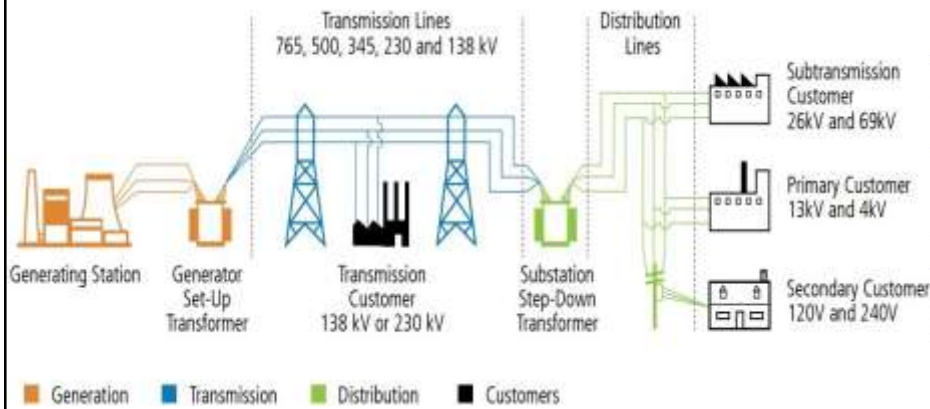 Transmission Lines
765, 500, 345, 230 and 138 kV
Distribution
Lines
Subtransmission
Customer
26kV and 69kV
Primary Customer
13kV and 4kV
Secondary Customer
120V and 240V
Generating Station
Generator
Set-Up
Transformer
Transmission
Customer
138 kV or 230 kV
Substation
Step-Down
Transformer
Generation
Transmission
Distribution
Customers